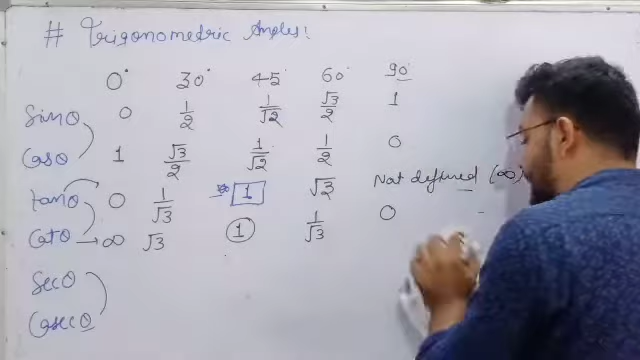 # Trigonometric Angles:
0° 30° 45° 60° 90°
Sinθ 0 1/2 1/√2 √3/2 1
Cosθ 1 √3/2 1/√2 1/2 0
tanθ 0 1/√3 1 √2 Not defined (∞)
Cotθ → ∞ √3 1 1/√3 0
Secθ
Cosecθ